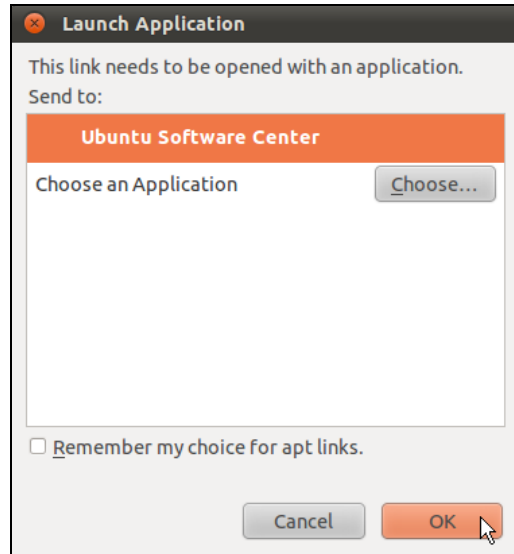 Launch Application
This link needs to be opened with an application.
Send to:
Ubuntu Software Center
Choose an Application Choose...
Remember my choice for apt links.
Cancel OK